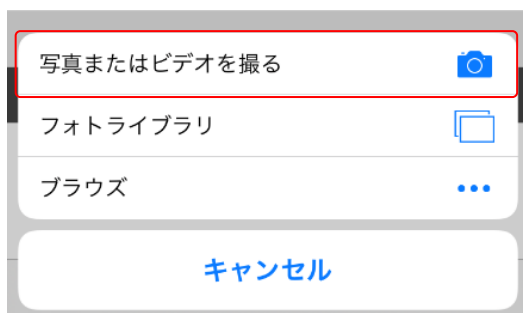 写真またはビデオを撮る
フォトライブラリ
ブラウズ
キャンセル